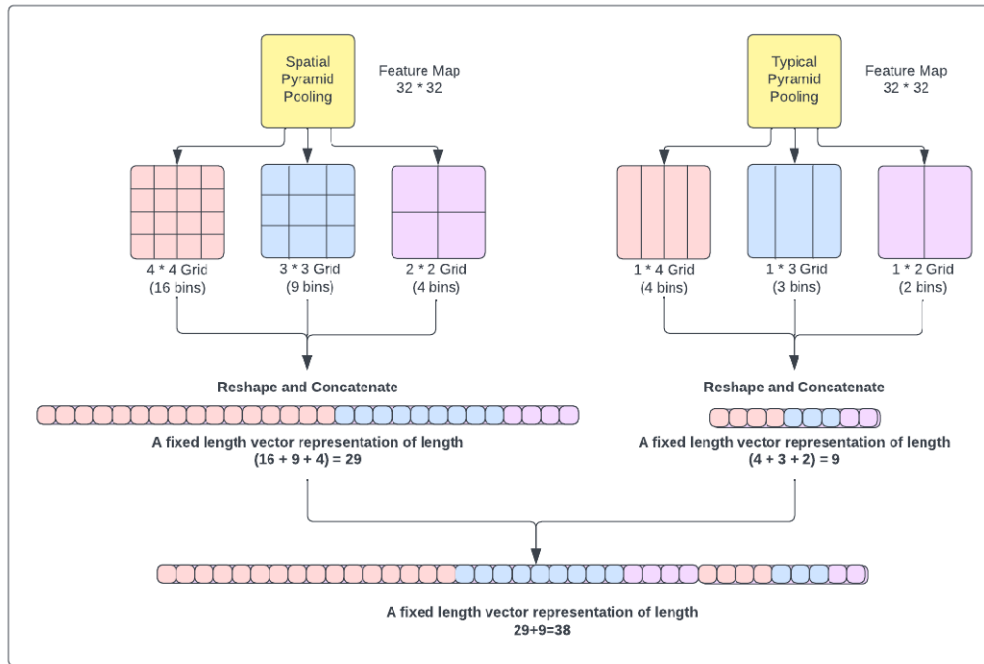 Spatial
Pyramid
Pooling
Feature Map
32 * 32
Typical
Pyramid
Pooling
Feature Map
32 * 32
4 * 4 Grid
(16 bins)
3 * 3 Grid
(9 bins)
2 * 2 Grid
(4 bins)
1 * 4 Grid
(4 bins)
1 * 3 Grid
(3 bins)
1 * 2 Grid
(2 bins)
Reshape and Concatenate
A fixed length vector representation of length
(16 + 9 + 4) = 29
Reshape and Concatenate
A fixed length vector representation of length
(4 + 3 + 2) = 9
A fixed length vector representation of length
29+9=38